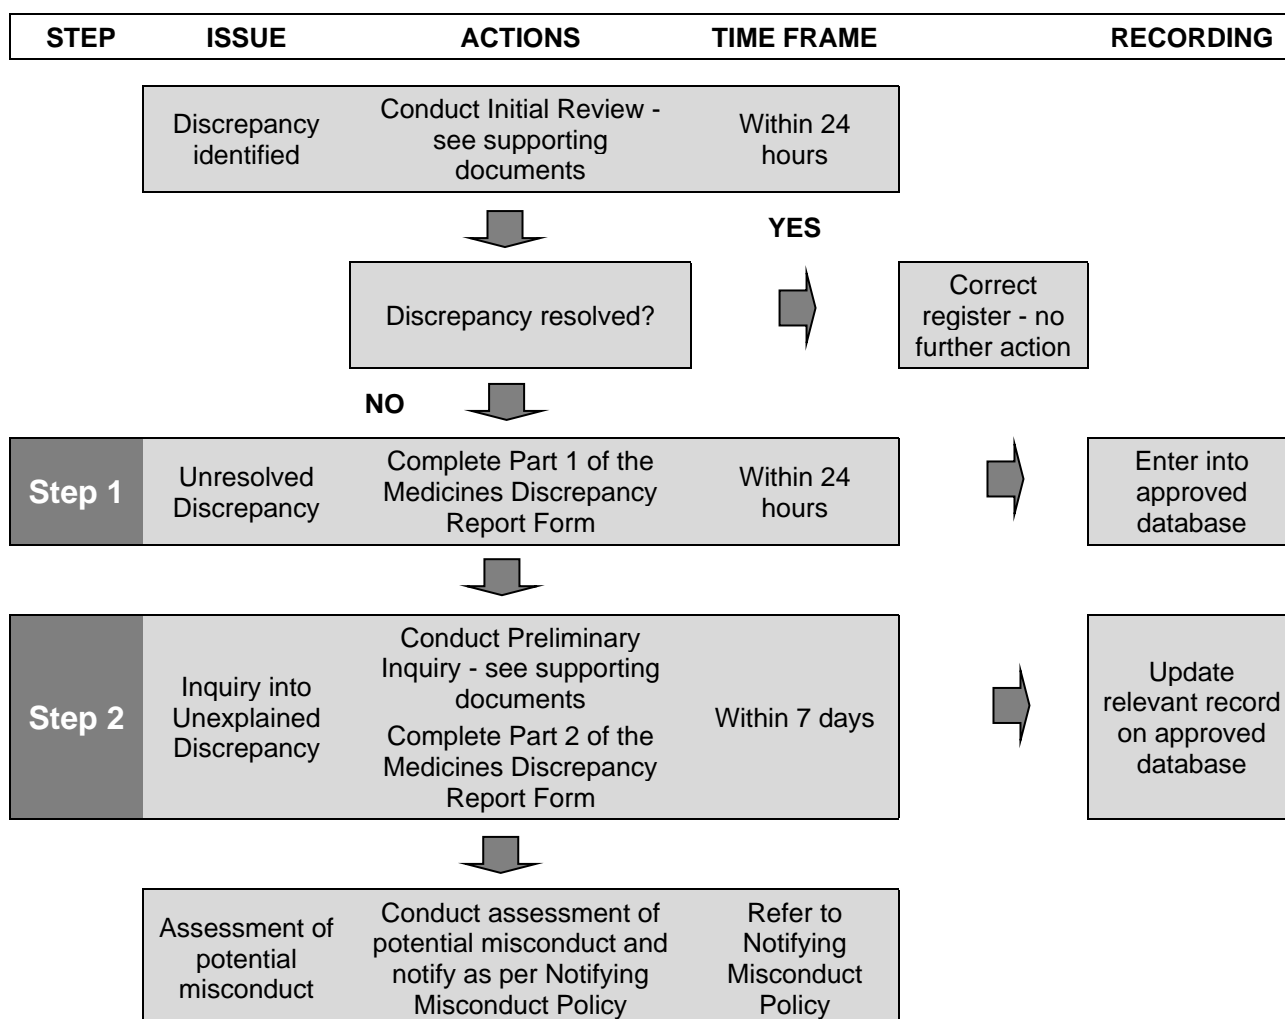 STEP ISSUE ACTIONS TIME FRAME RECORDING
Discrepancy
identified
Conduct Initial Review -
see supporting
documents
Within 24
hours
YES
Discrepancy resolved?
Correct
register - no
further action
NO
Step 1
Unresolved
Discrepancy
Complete Part 1 of the
Medicines Discrepancy
Report Form
Within 24
hours
Enter into
approved
database
Step 2
Inquiry into
Unexplained
Discrepancy
Conduct Preliminary
Inquiry - see supporting
documents
Complete Part 2 of the
Medicines Discrepancy
Report Form
Within 7 days
Update
relevant record
on approved
database
Assessment of
potential
misconduct
Conduct assessment of
potential misconduct and
notify as per Notifying
Misconduct Policy
Refer to
Notifying
Misconduct
Policy